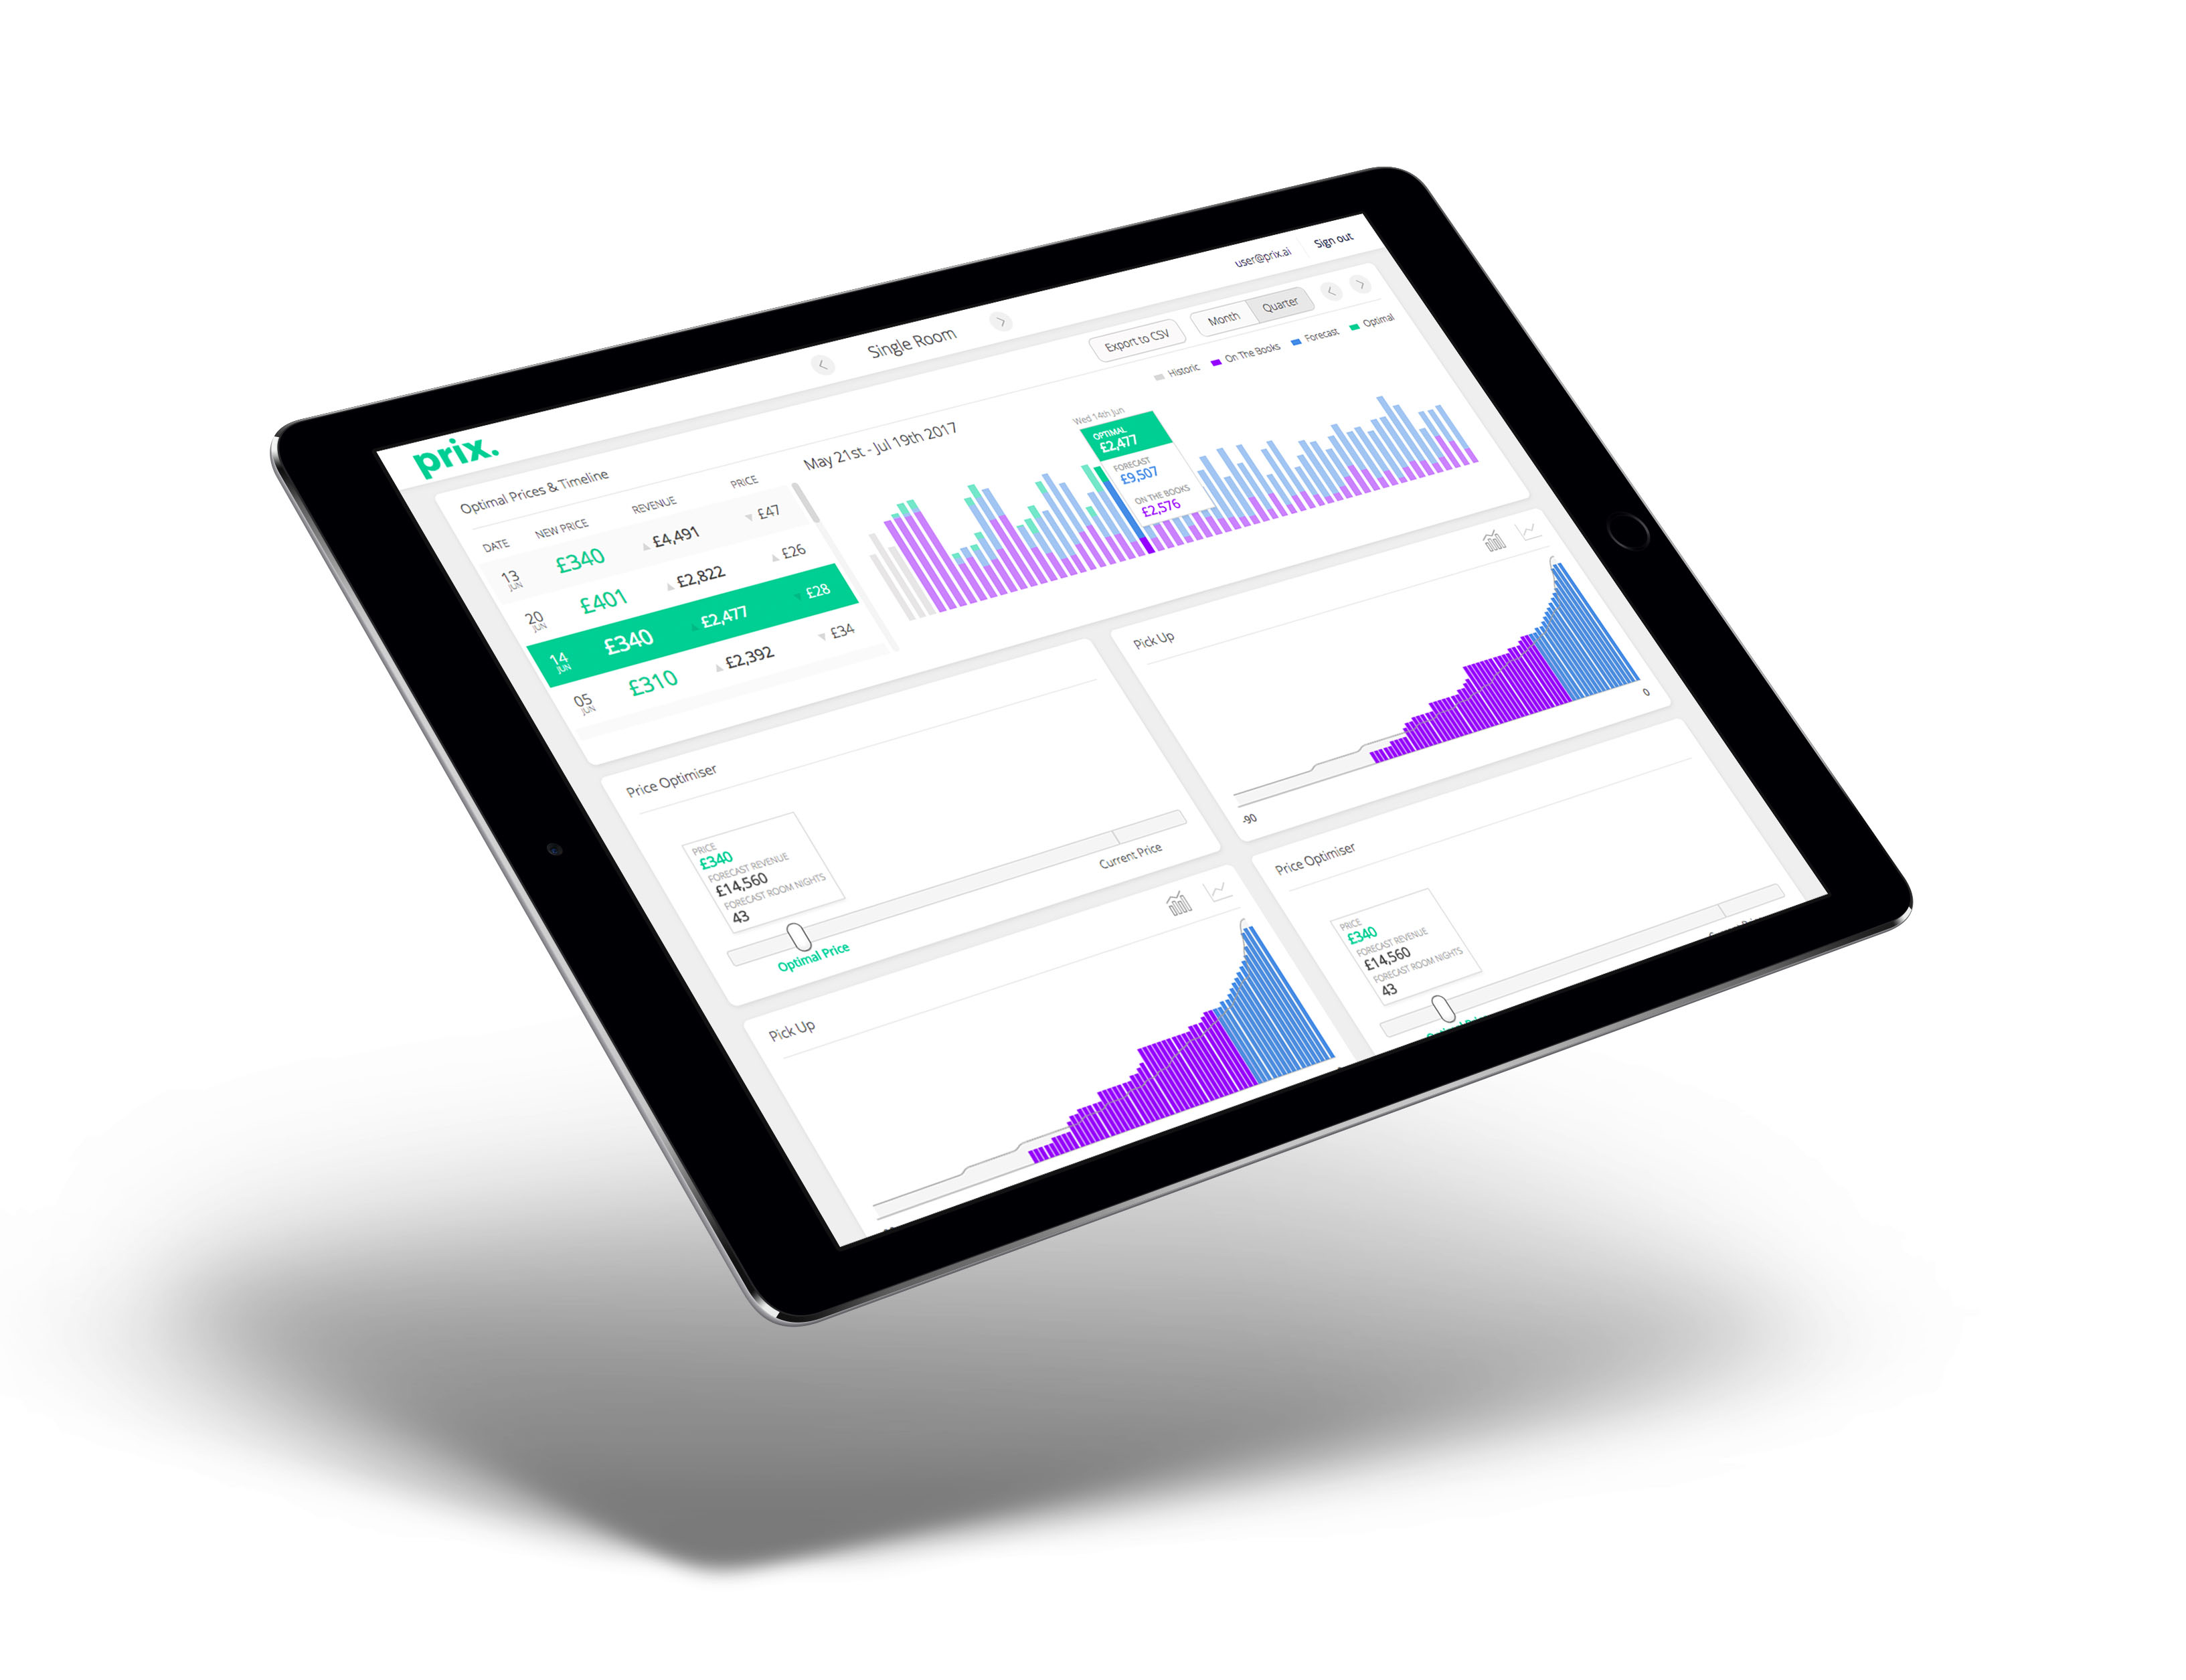 prix.
Single Room
user@prix.ai
Sign out
Optimal Prices & Timeline
DATE NEW PRICE REVENUE PRICE
13 JUN £340 £4,491 £47
20 JUN £401 £2,822 £26
14 JUN £340 £2,477 £28
05 JUN £310 £2,392 £34
May 21st - Jul 19th 2017
Export to CSV
Month Quarter
Historic On The Books Forecast Optimal
Wed 14th Jun
OPTIMAL
£2,477
FORECAST
£9,507
ON THE BOOKS
£2,576
Price Optimiser
PRICE
£340
FORECAST REVENUE
£14,560
FORECAST ROOM NIGHTS
43
Optimal Price
Current Price
Pick Up
-90
0
Pick Up
Price Optimiser
PRICE
£340
FORECAST REVENUE
£14,560
FORECAST ROOM NIGHTS
43